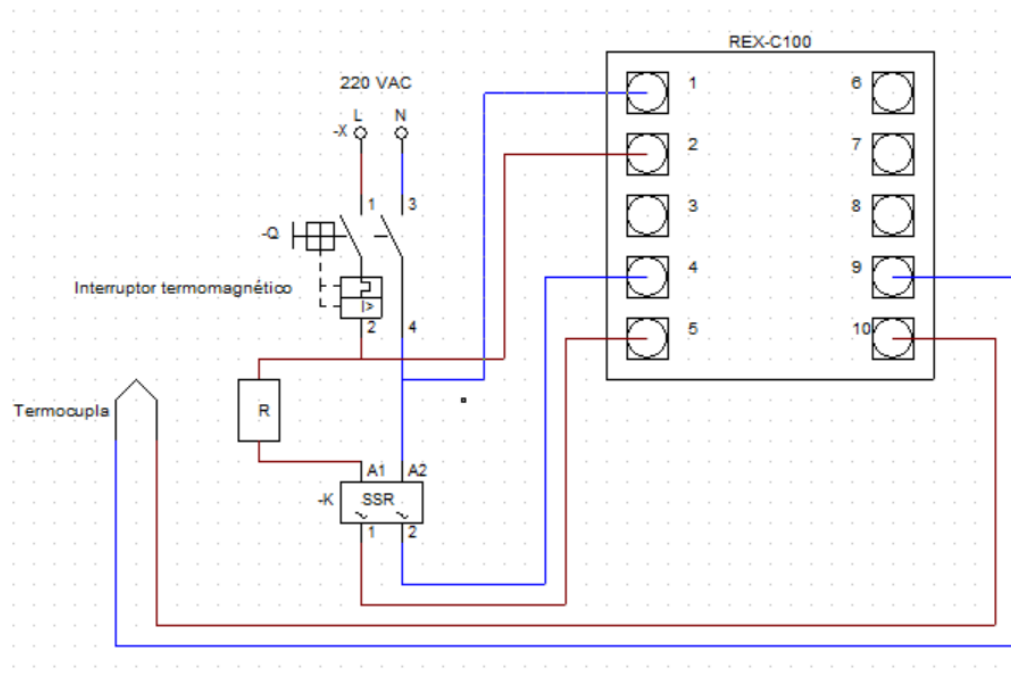 REX-C100
220 VAC
L N
-X
1 3
-Q
Interruptor termomagnético
I>
2 4
1 6
2 7
3 8
4 9
5 10
Termocupla
R
A1 A2
-K SSR
1 2